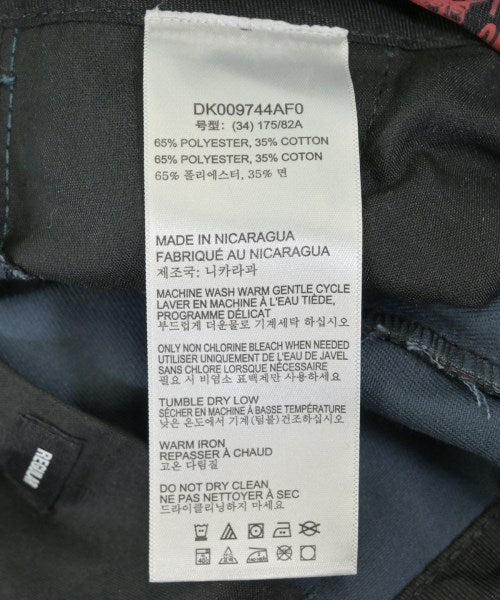 DK009744AF0
号型: (34) 175/82A
65% POLYESTER, 35% COTTON
65% POLYESTER, 35% COTON
65% 폴리에스터, 35% 면
MADE IN NICARAGUA
FABRIQUÉ AU NICARAGUA
제조국: 니카라과
MACHINE WASH WARM GENTLE CYCLE
LAVER EN MACHINE À L'EAU TIÈDE,
PROGRAMME DÉLICAT
부드럽게 더운물로 기계세탁 하십시오
ONLY NON CHLORINE BLEACH WHEN NEEDED
UTILISER UNIQUEMENT DE L'EAU DE JAVEL
SANS CHLORE LORSQUE NÉCESSAIRE
필요 시 비염소 표백제만 사용하세요
TUMBLE DRY LOW
SÉCHER EN MACHINE À BASSE TEMPÉRATURE
낮은 온도에서 기계(텀블)건조하십시오
WARM IRON
REPASSER À CHAUD
고온 다림질
DO NOT DRY CLEAN
NE PAS NETTOYER À SEC
드라이클리닝하지 마시오
REGULAR